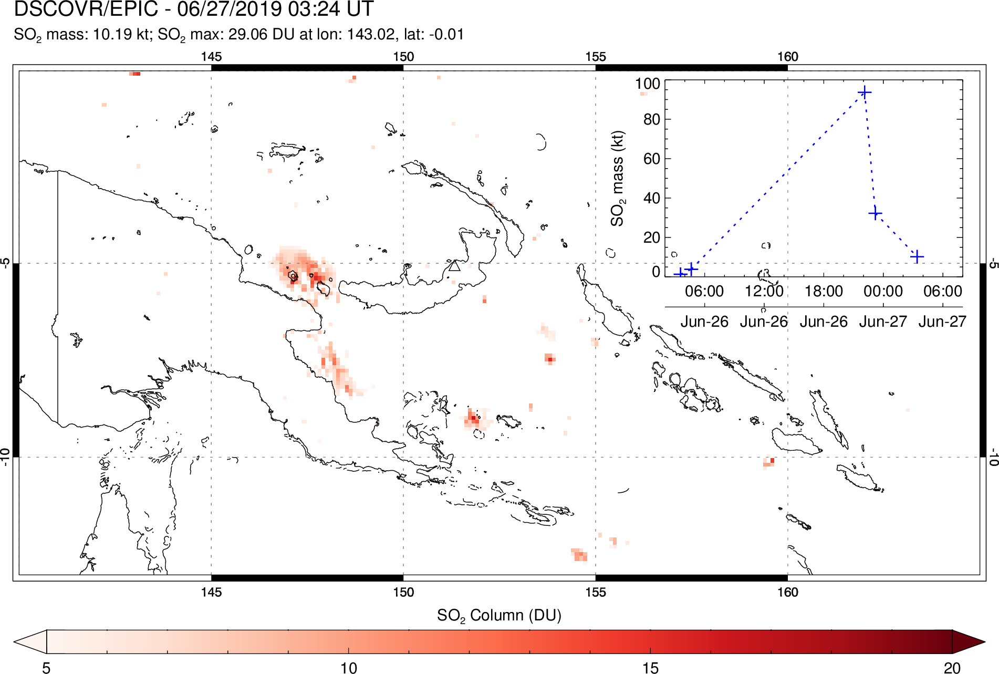 DSCOVR/EPIC - 06/27/2019 03:24 UT
SO₂ mass: 10.19 kt; SO₂ max: 29.06 DU at lon: 143.02, lat: -0.01
145 150 155 160
100
80
60
40
20
0
SO₂ mass (kt)
06:00 12:00 18:00 00:00 06:00
Jun-26 Jun-26 Jun-26 Jun-27 Jun-27
-5 -5
-10 -10
145 150 155 160
SO₂ Column (DU)
5 10 15 20